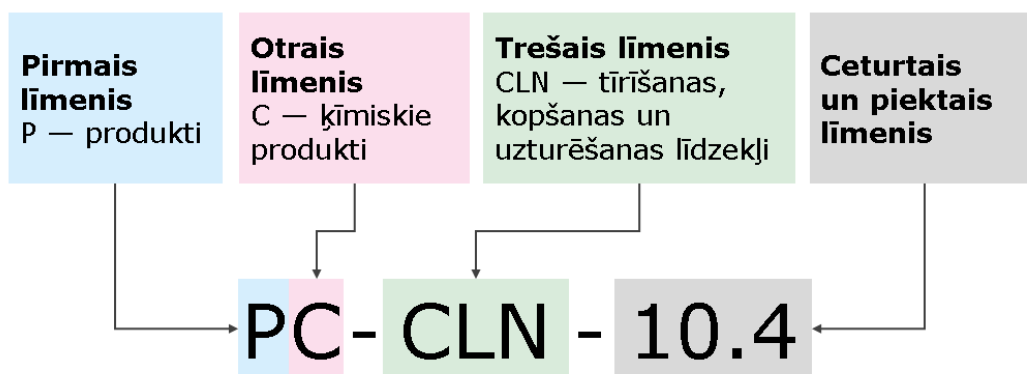 Pirmais
līmenis
P — produkti
Otrais
līmenis
C — ķīmiskie
produkti
Trešais līmenis
CLN — tīrīšanas,
kopšanas un
uzturēšanas līdzekļi
Ceturtais
un piektais
līmenis
PC-CLN-10.4